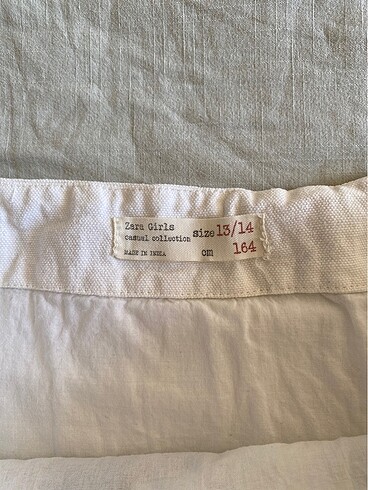 Zara Girls
casual collection
size 13/14
MADE IN INDIA
cm 164